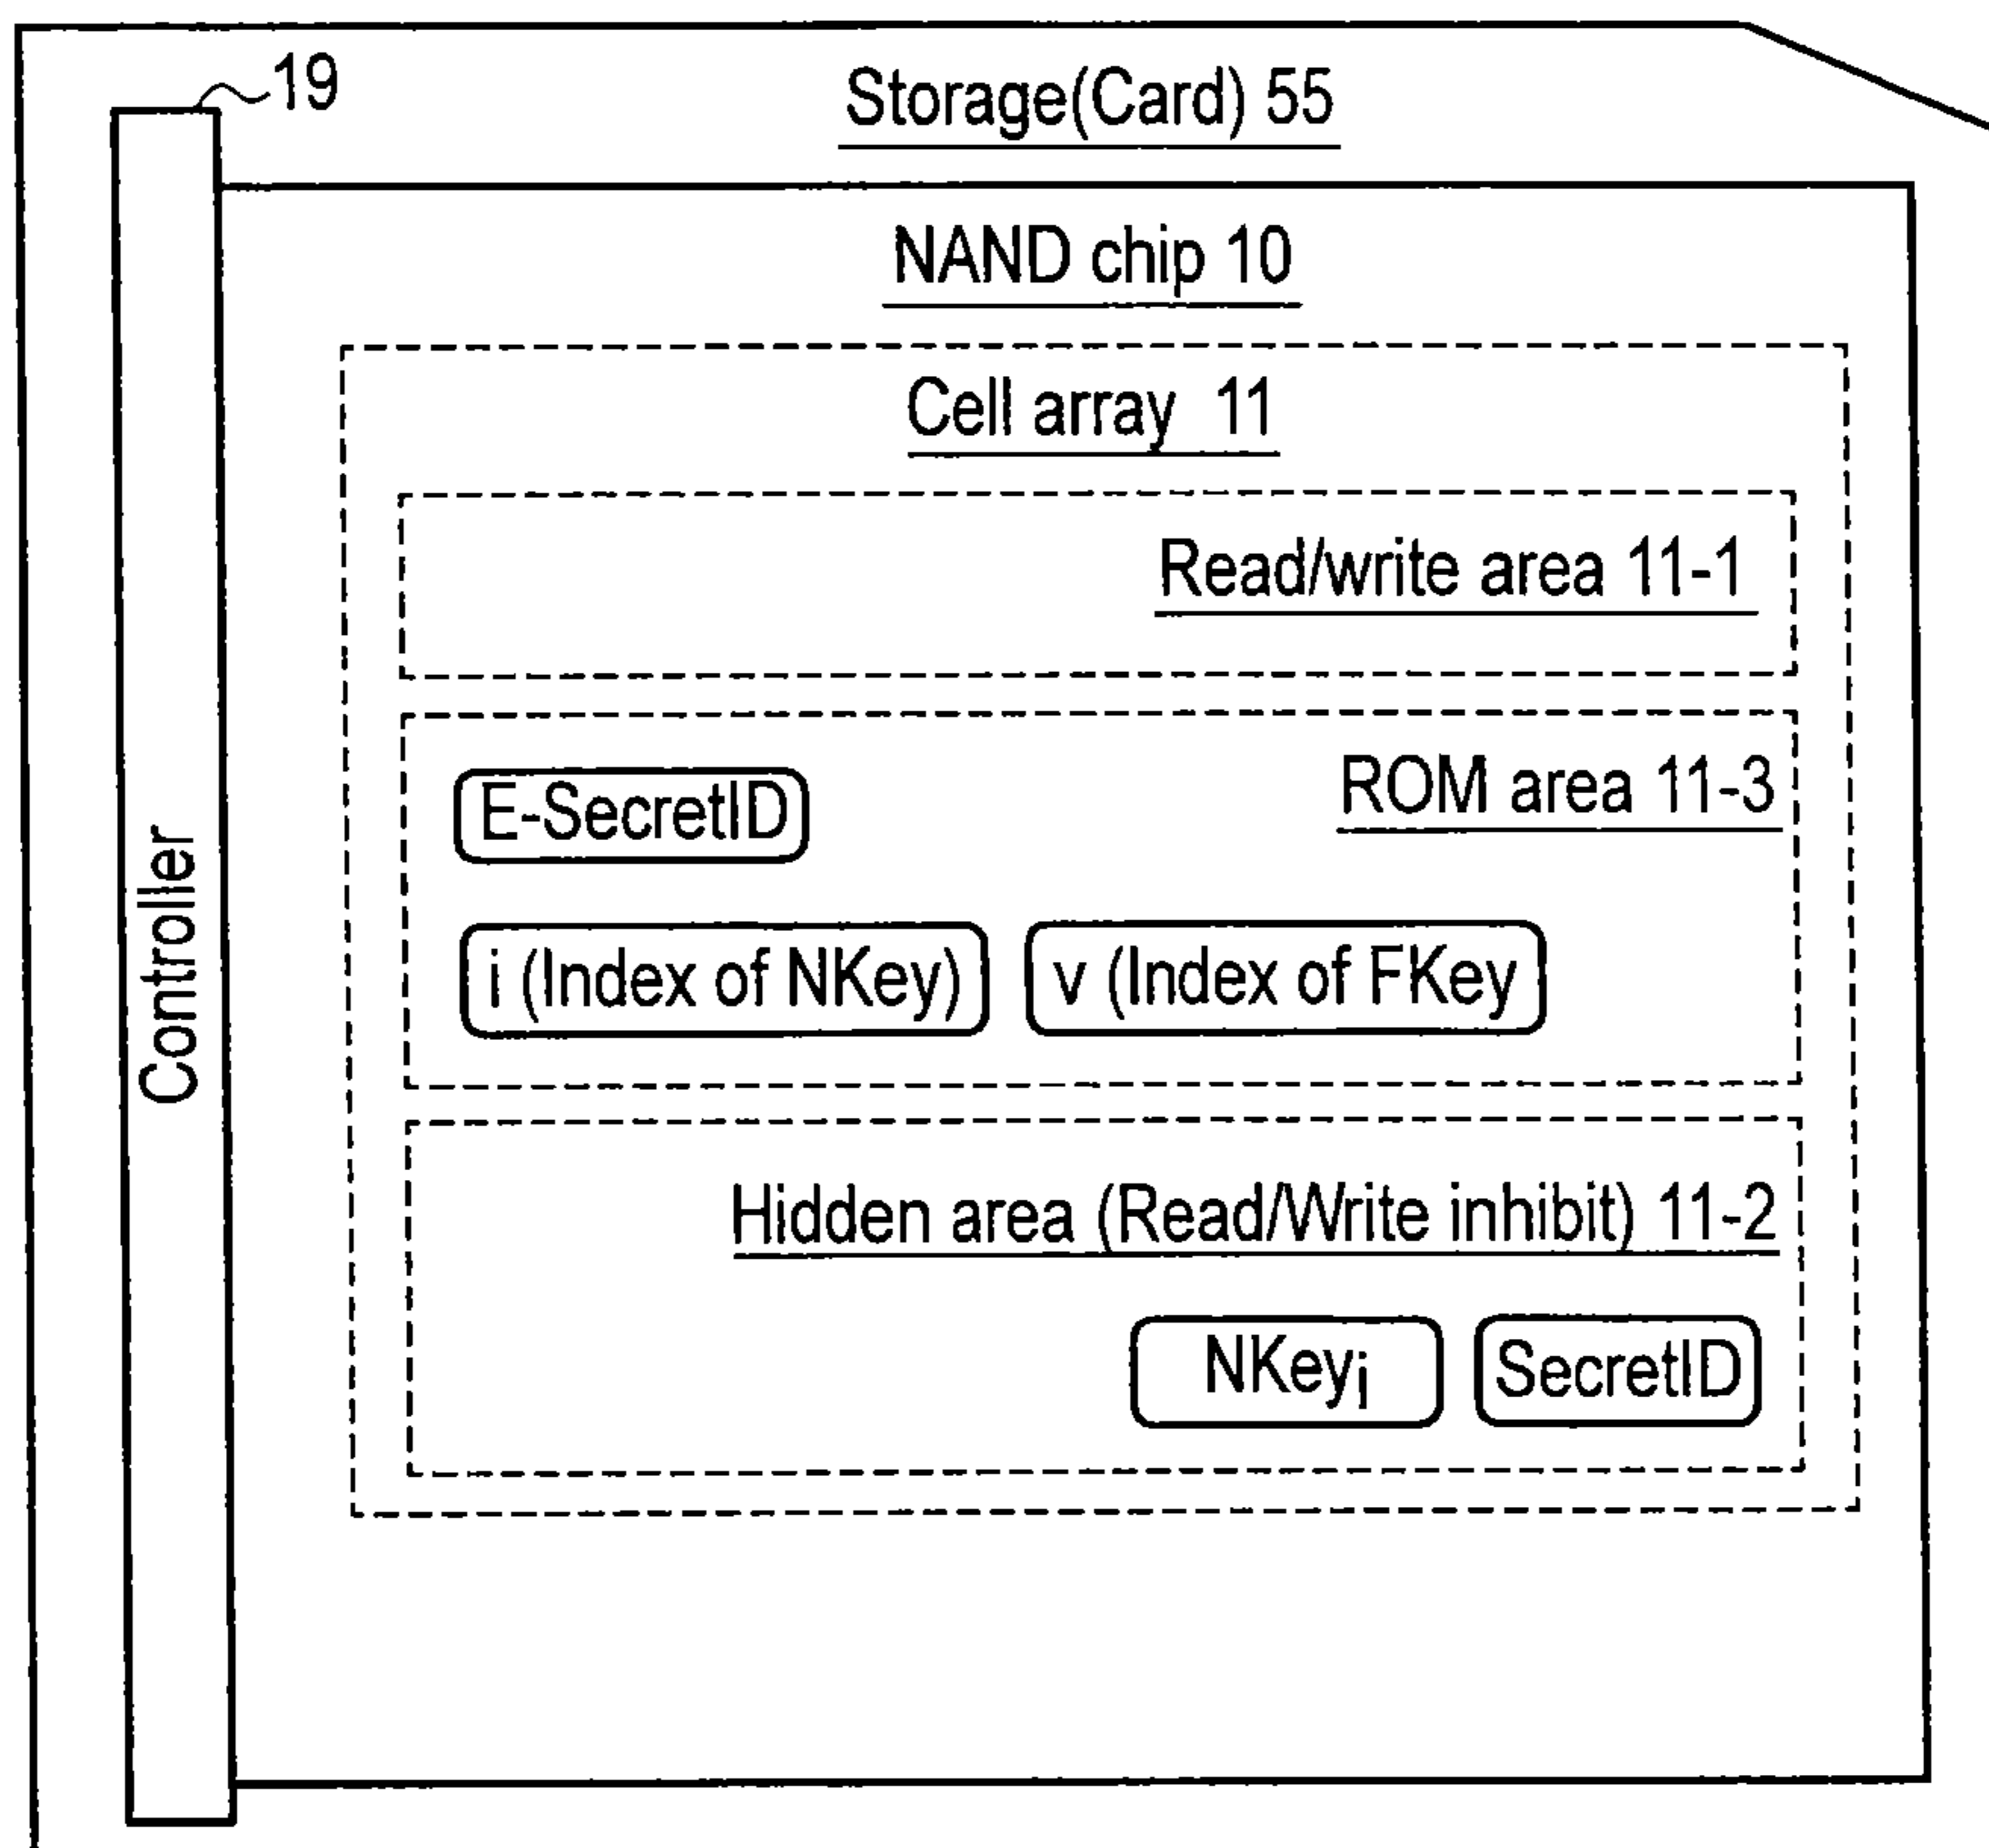 19
Storage(Card) 55
NAND chip 10
Cell array 11
Read/write area 11-1
E-SecretID
ROM area 11-3
i (Index of NKey)
v (Index of FKey
Controller
Hidden area (Read/Write inhibit) 11-2
NKeyi
SecretID